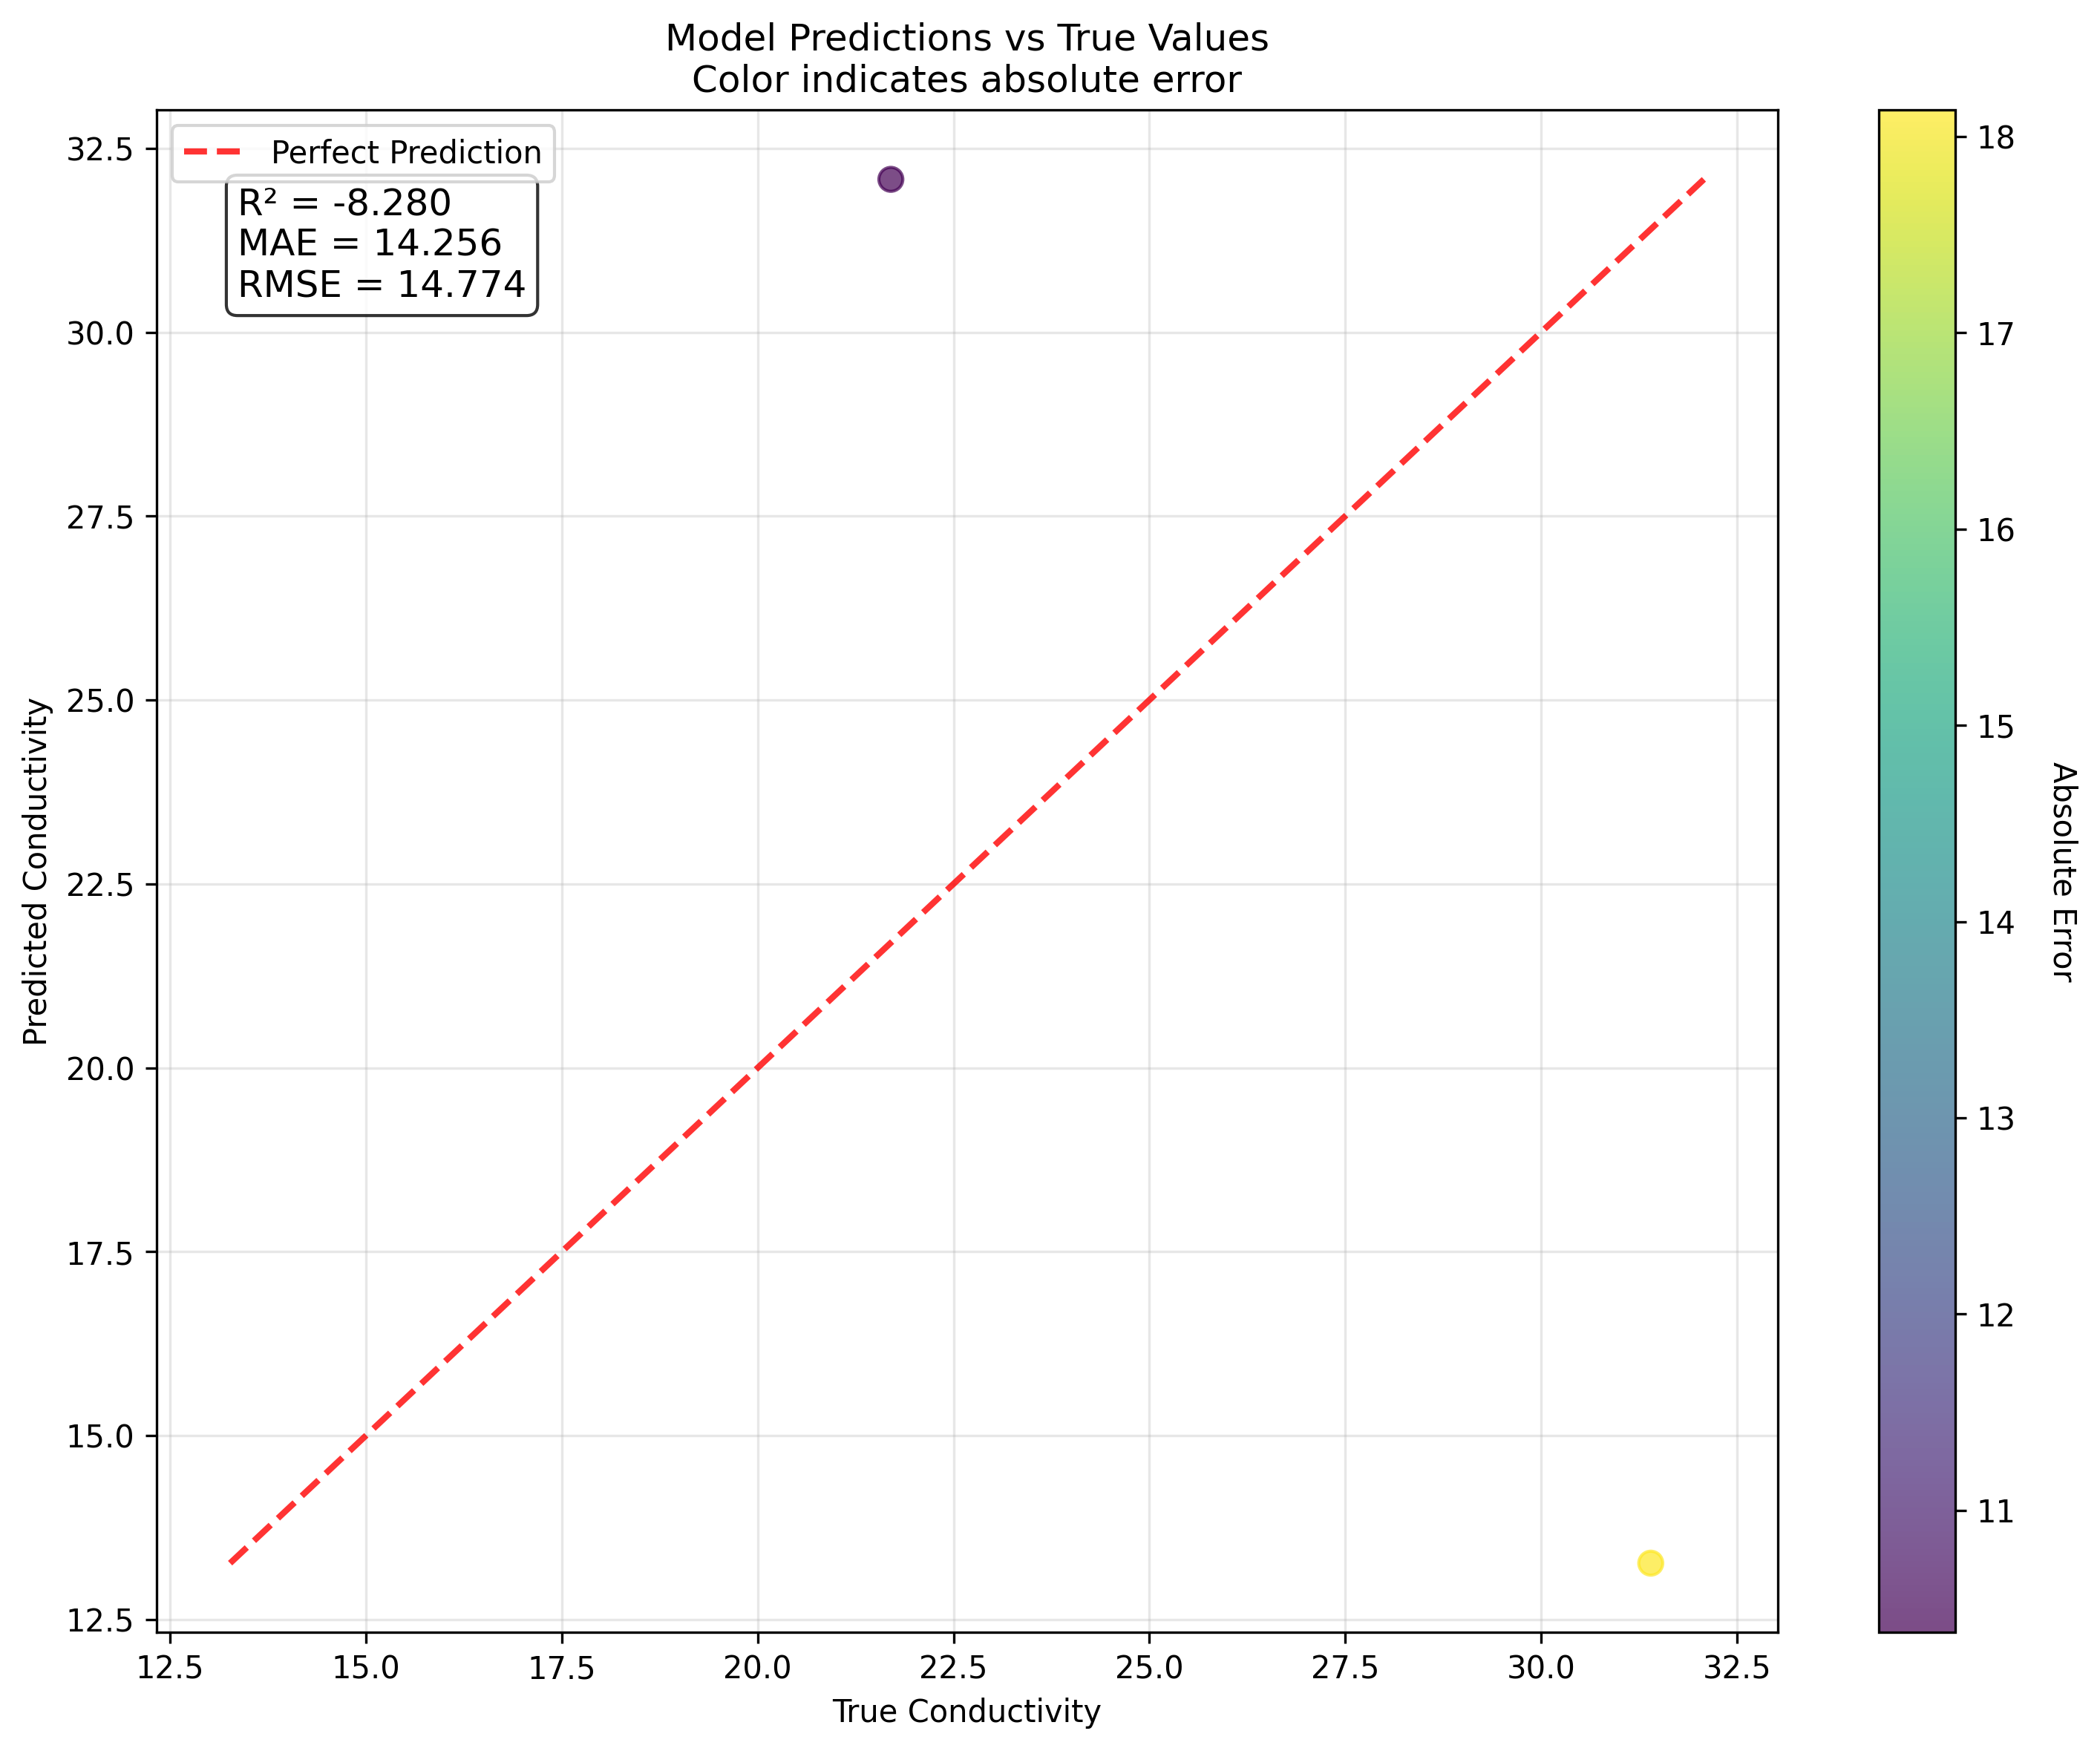 Model Predictions vs True Values
Color indicates absolute error
Perfect Prediction
R² = -8.280
MAE = 14.256
RMSE = 14.774
Predicted Conductivity
32.5
30.0
27.5
25.0
22.5
20.0
17.5
15.0
12.5
12.5 15.0 17.5 20.0 22.5 25.0 27.5 30.0 32.5
True Conductivity
18
17
16
15
14
13
12
11
Absolute Error